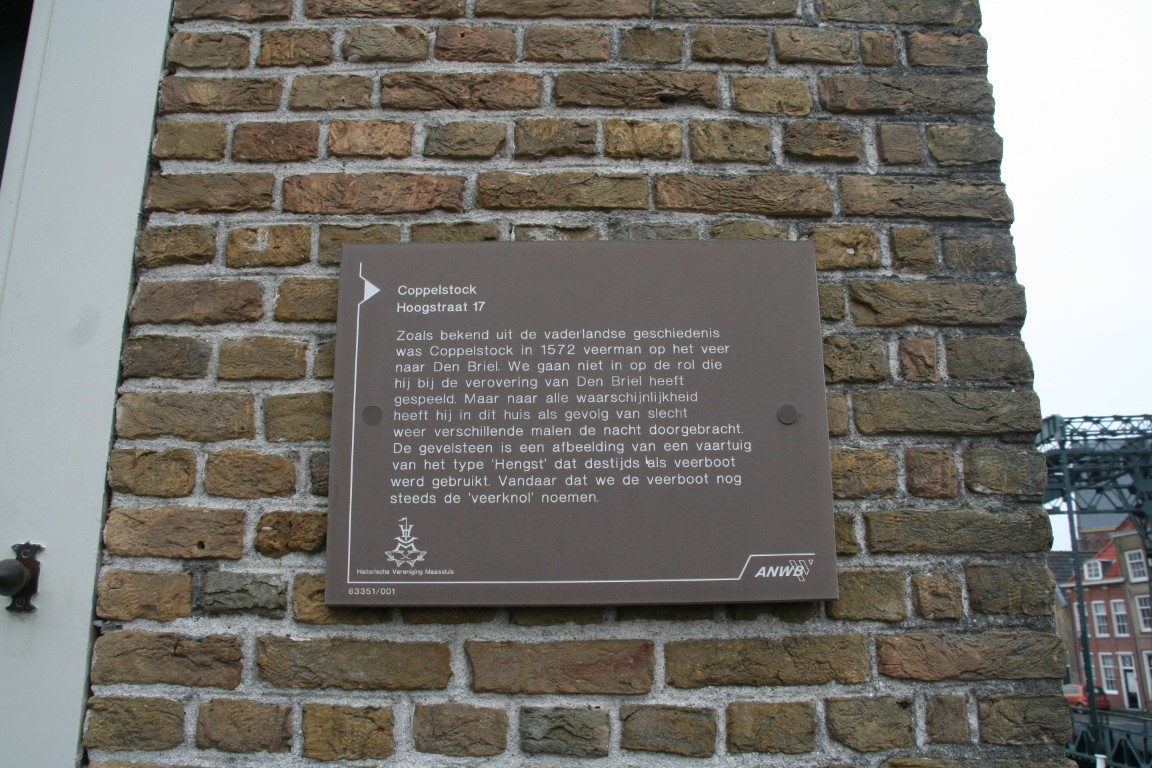 Coppelstock
Hoogstraat 17
Zoals bekend uit de vaderlandse geschiedenis
was Coppelstock in 1572 veerman op het veer
naar Den Briel. We gaan niet in op de rol die
hij bij de verovering van Den Briel heeft
gespeeld. Maar naar alle waarschijnlijkheid
heeft hij in dit huis als gevolg van slecht
weer verschillende malen de nacht doorgebracht.
De gevelsteen is een afbeelding van een vaartuig
van het type 'Hengst' dat destijds als veerboot
werd gebruikt. Vandaar dat we de veerboot nog
steeds de 'veerknol' noemen.
Historische Vereniging Maassluis
ANWB
63351/001